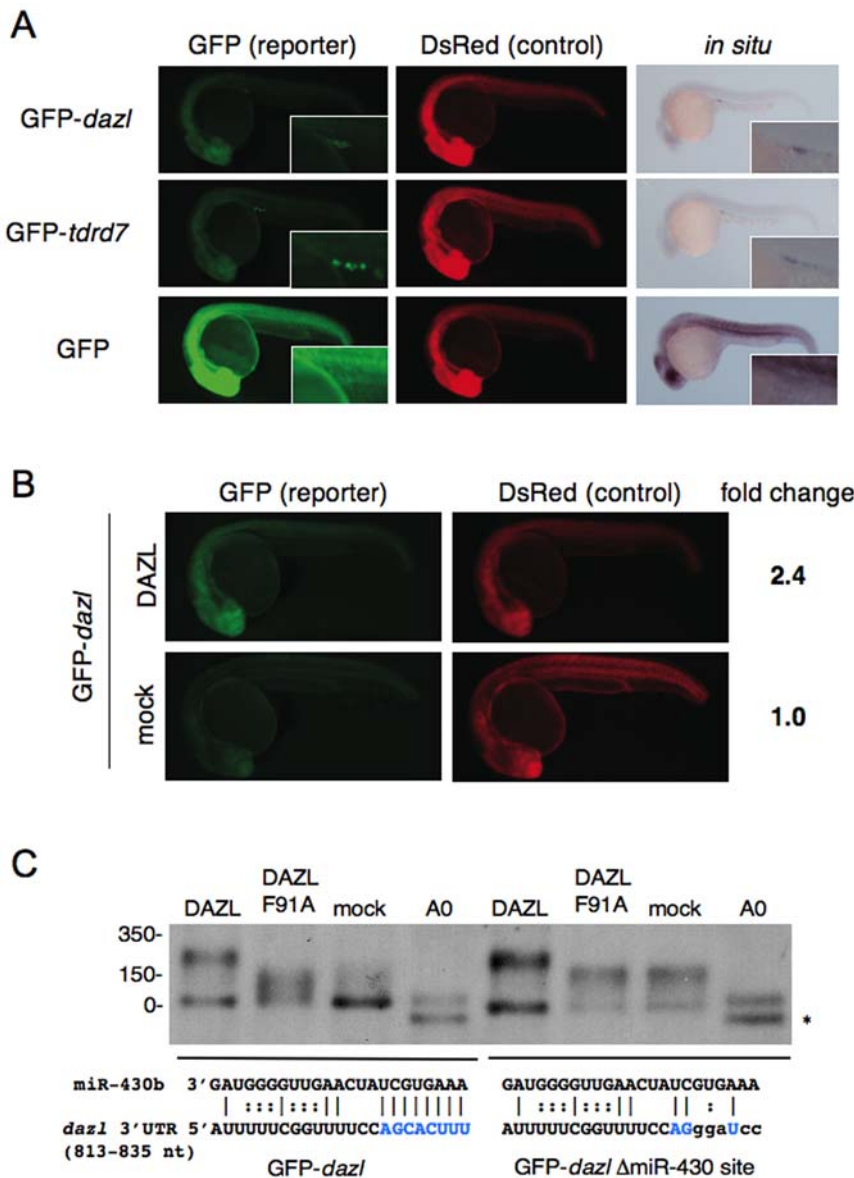 A
GFP (reporter) DsRed (control) in situ
GFP-dazl
GFP-tdrd7
GFP
B
GFP (reporter) DsRed (control) fold change
GFP-dazl
DAZL
2.4
mock
1.0
C
DAZL DAZL F91A mock A0 DAZL DAZL F91A mock A0
350-
150-
0-
*
miR-430b 3'GAUGGGGUUGAACUAUCGUGAAA GAUGGGGUUGAACUAUCGUGAAA
| :::|:::|| |||||||| | :::|:::|| || : |
dazl 3'UTR 5'AUUUUUCGGUUUUCCAGCACUUU AUUUUUCGGUUUUCCAGggaUcc
(813-835 nt)
GFP-dazl GFP-dazl ΔmiR-430 site